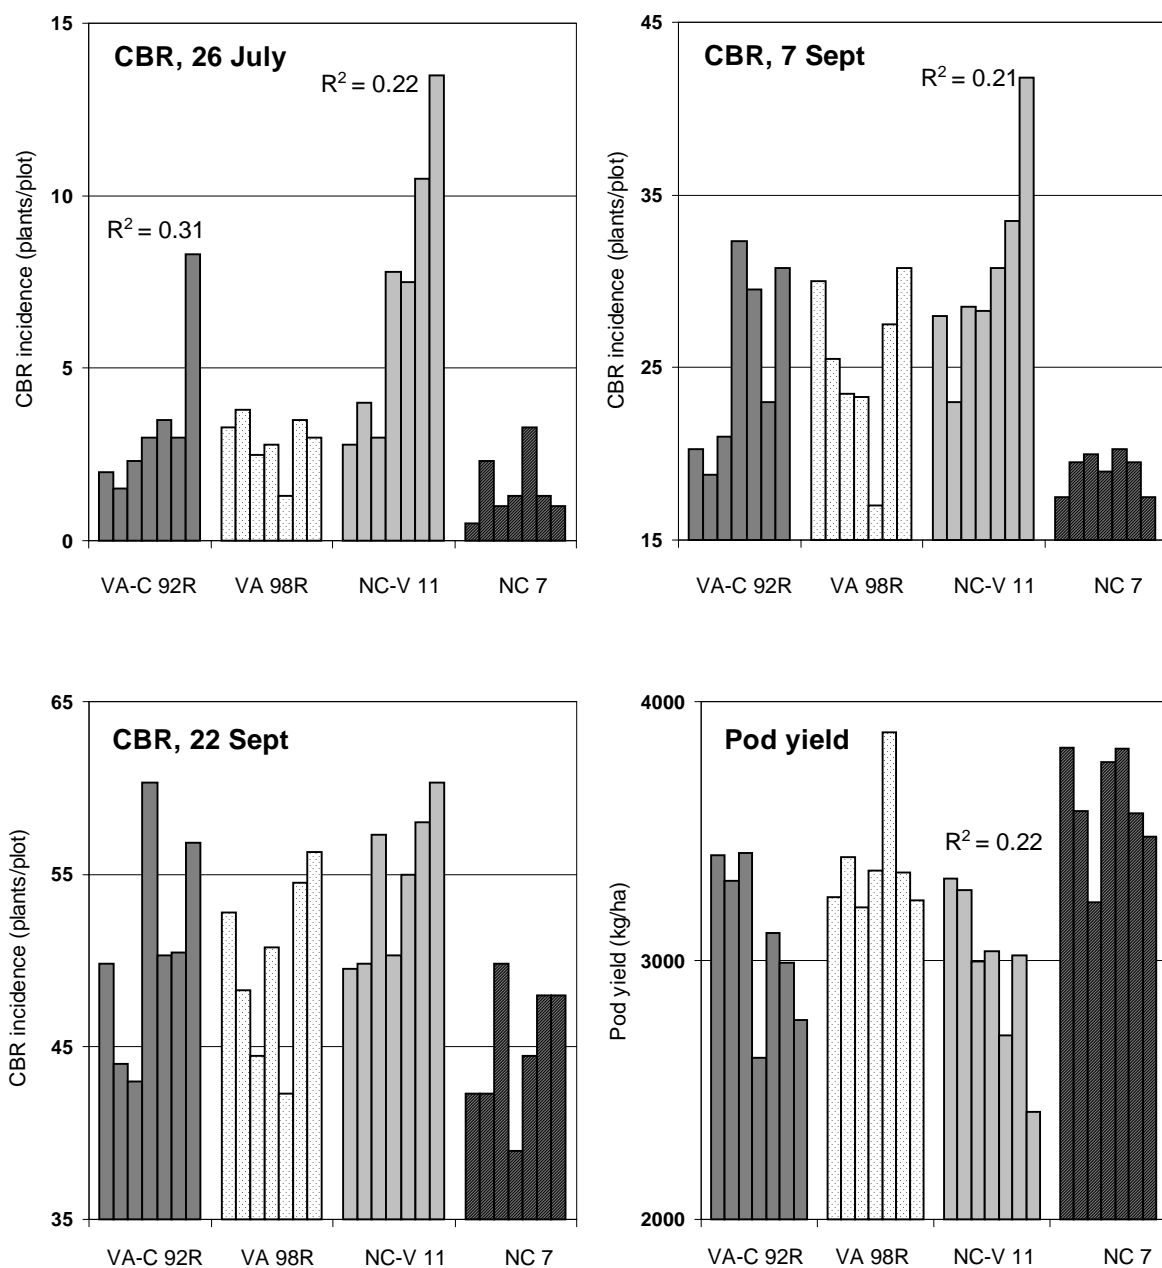 CBR, 26 July
R² = 0.22
R² = 0.31
CBR incidence (plants/plot)
15
10
5
0
VA-C 92R VA 98R NC-V 11 NC 7
CBR, 7 Sept
R² = 0.21
CBR incidence (plants/plot)
45
35
25
15
VA-C 92R VA 98R NC-V 11 NC 7
CBR, 22 Sept
CBR incidence (plants/plot)
65
55
45
35
VA-C 92R VA 98R NC-V 11 NC 7
Pod yield
R² = 0.22
Pod yield (kg/ha)
4000
3000
2000
VA-C 92R VA 98R NC-V 11 NC 7